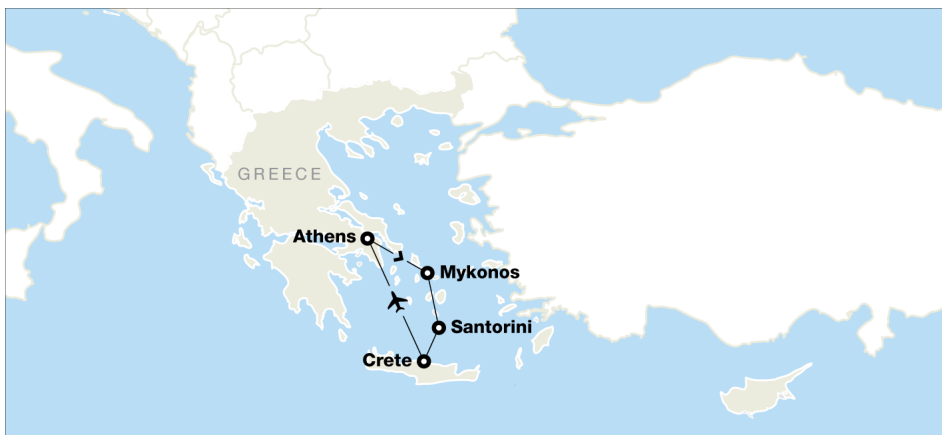 GREECE
Athens
Mykonos
Santorini
Crete